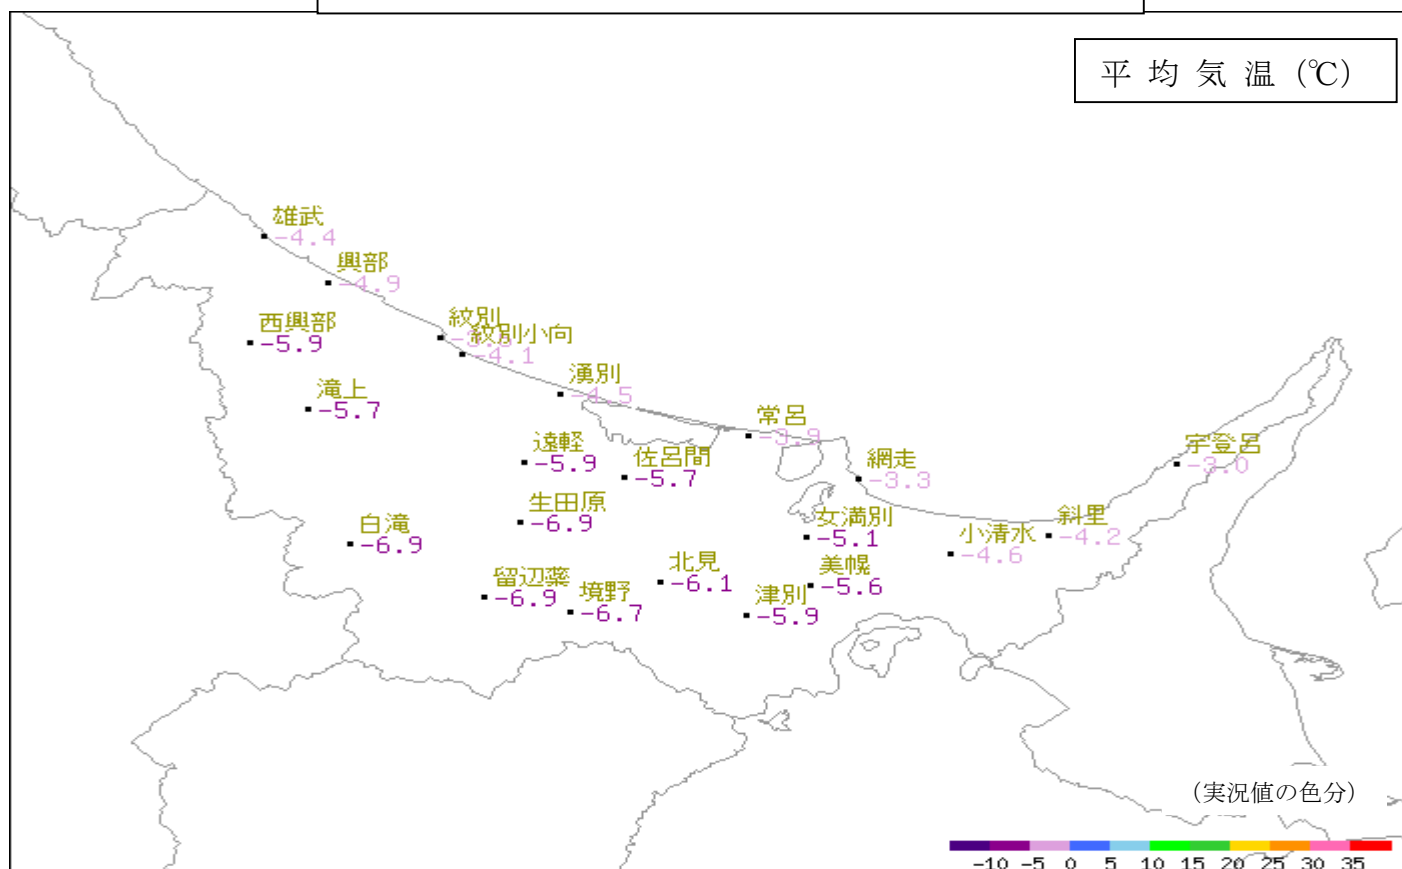 平均気温(℃)
雄武
-4.4
興部
-4.9
西興部
-5.9
紋別
紋別小向
-4.1
滝上
-5.7
湧別
-4.5
常呂
-3.9
遠軽
-5.9
佐呂間
-5.7
網走
-3.3
宇登呂
-3.0
生田原
-6.9
白滝
-6.9
女満別
-5.1
小清水
-4.6
斜里
-4.2
留辺蘂
-6.9
境野
-6.7
北見
-6.1
美幌
-5.6
津別
-5.9
(実況値の色分)
-10 -5 0 5 10 15 20 25 30 35